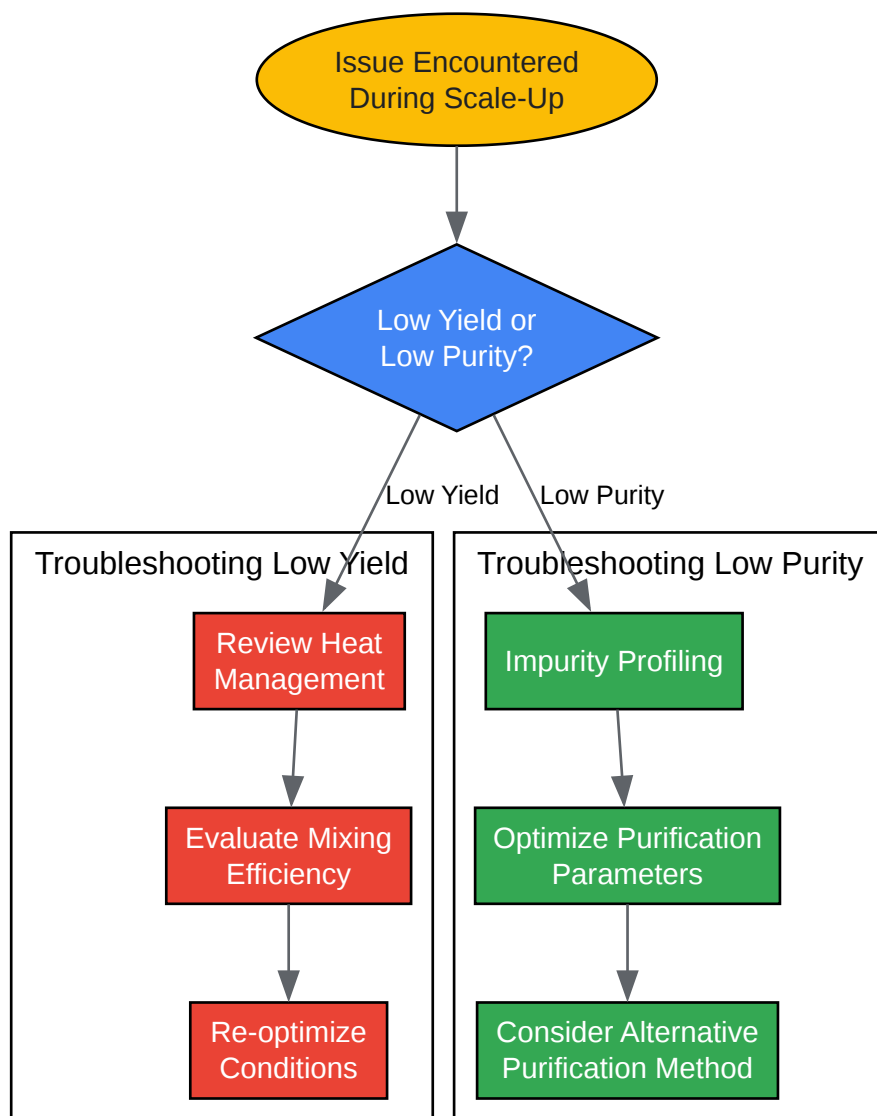 Issue Encountered
During Scale-Up
Low Yield or
Low Purity?
Low Yield
Low Purity
Troubleshooting Low Yield
Review Heat
Management
Evaluate Mixing
Efficiency
Re-optimize
Conditions
Troubleshooting Low Purity
Impurity Profiling
Optimize Purification
Parameters
Consider Alternative
Purification Method